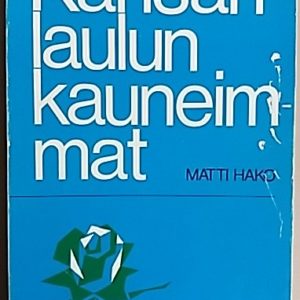 Kansan
laulun
kauneim
mat
MATTI HAKO